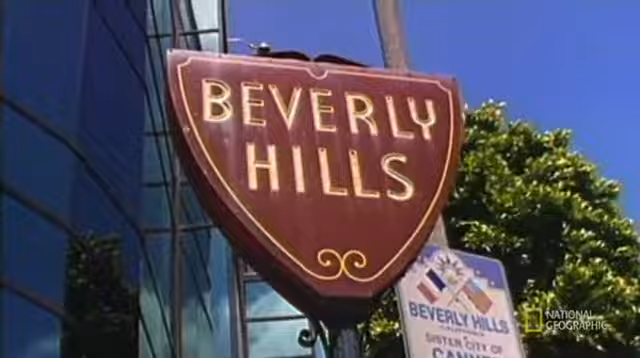 BEVERLY
HILLS
BEVERLY HILLS
SISTER CITY OF
NATIONAL
GEOGRAPHIC